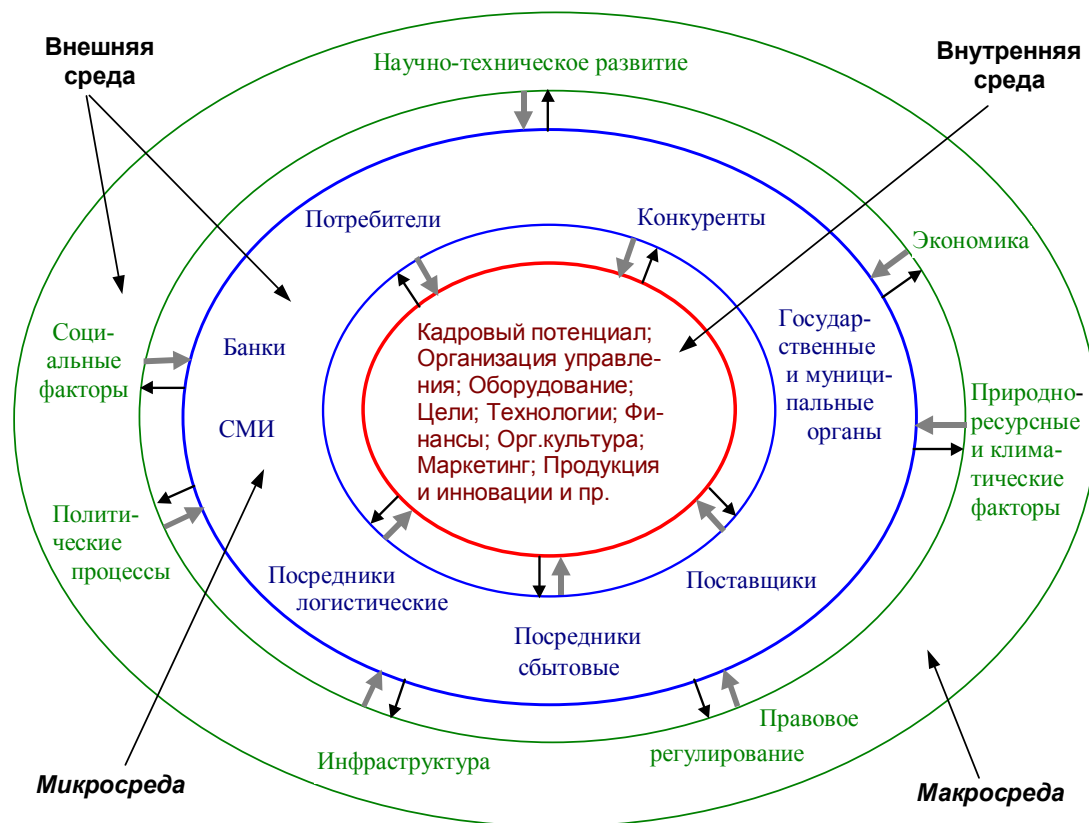 Внешняя
среда
Внутренняя
среда
Научно-техническое развитие
Потребители
Конкуренты
Экономика
Соци-
альные
факторы
Банки
СМИ
Кадровый потенциал;
Организация управле-
ния; Оборудование;
Цели; Технологии; Фи-
нансы; Орг.культура;
Маркетинг; Продукция
и инновации и пр.
Государ-
ственные
и муници-
пальные
органы
Природно-
ресурсные
и клима-
тические
факторы
Полити-
ческие
процессы
Посредники
логистические
Поставщики
Посредники
сбытовые
Инфраструктура
Правовое
регулирование
Микросреда
Макросреда